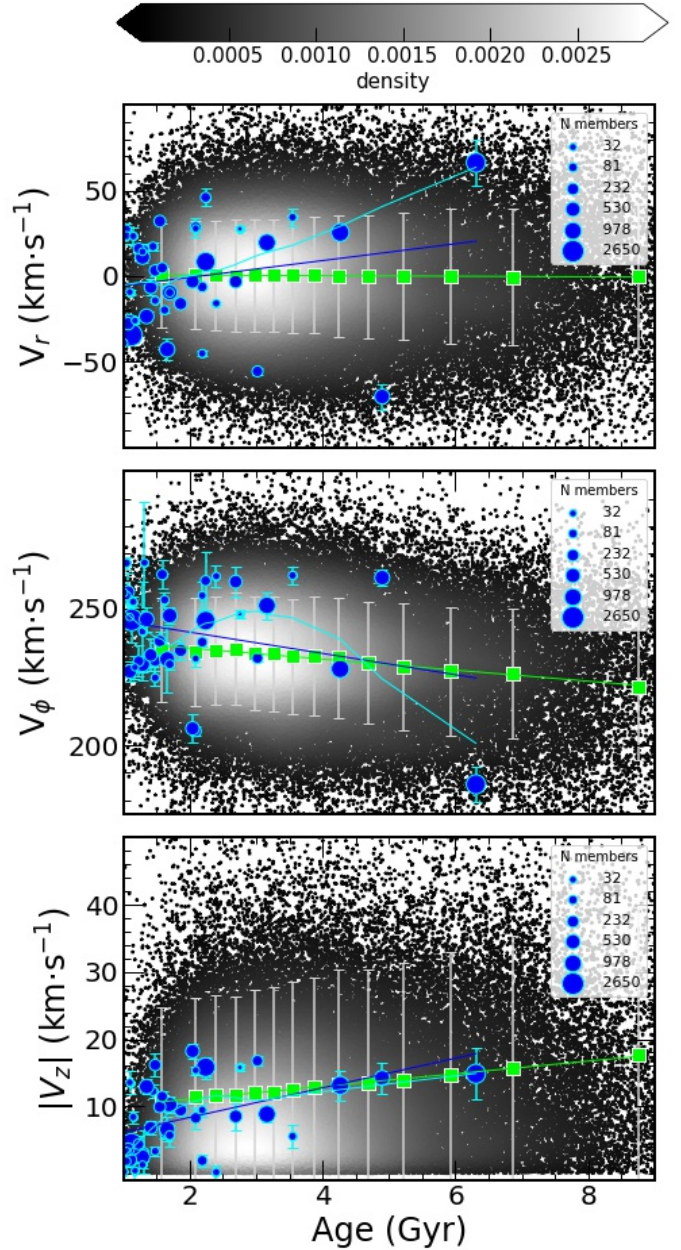 0.0005 0.0010 0.0015 0.0020 0.0025
density
V_r (km·s⁻¹)
50
0
−50
N members
32
81
232
530
978
2650
V_ϕ (km·s⁻¹)
250
200
N members
32
81
232
530
978
2650
|V_z| (km·s⁻¹)
40
30
20
10
N members
32
81
232
530
978
2650
2 4 6 8
Age (Gyr)